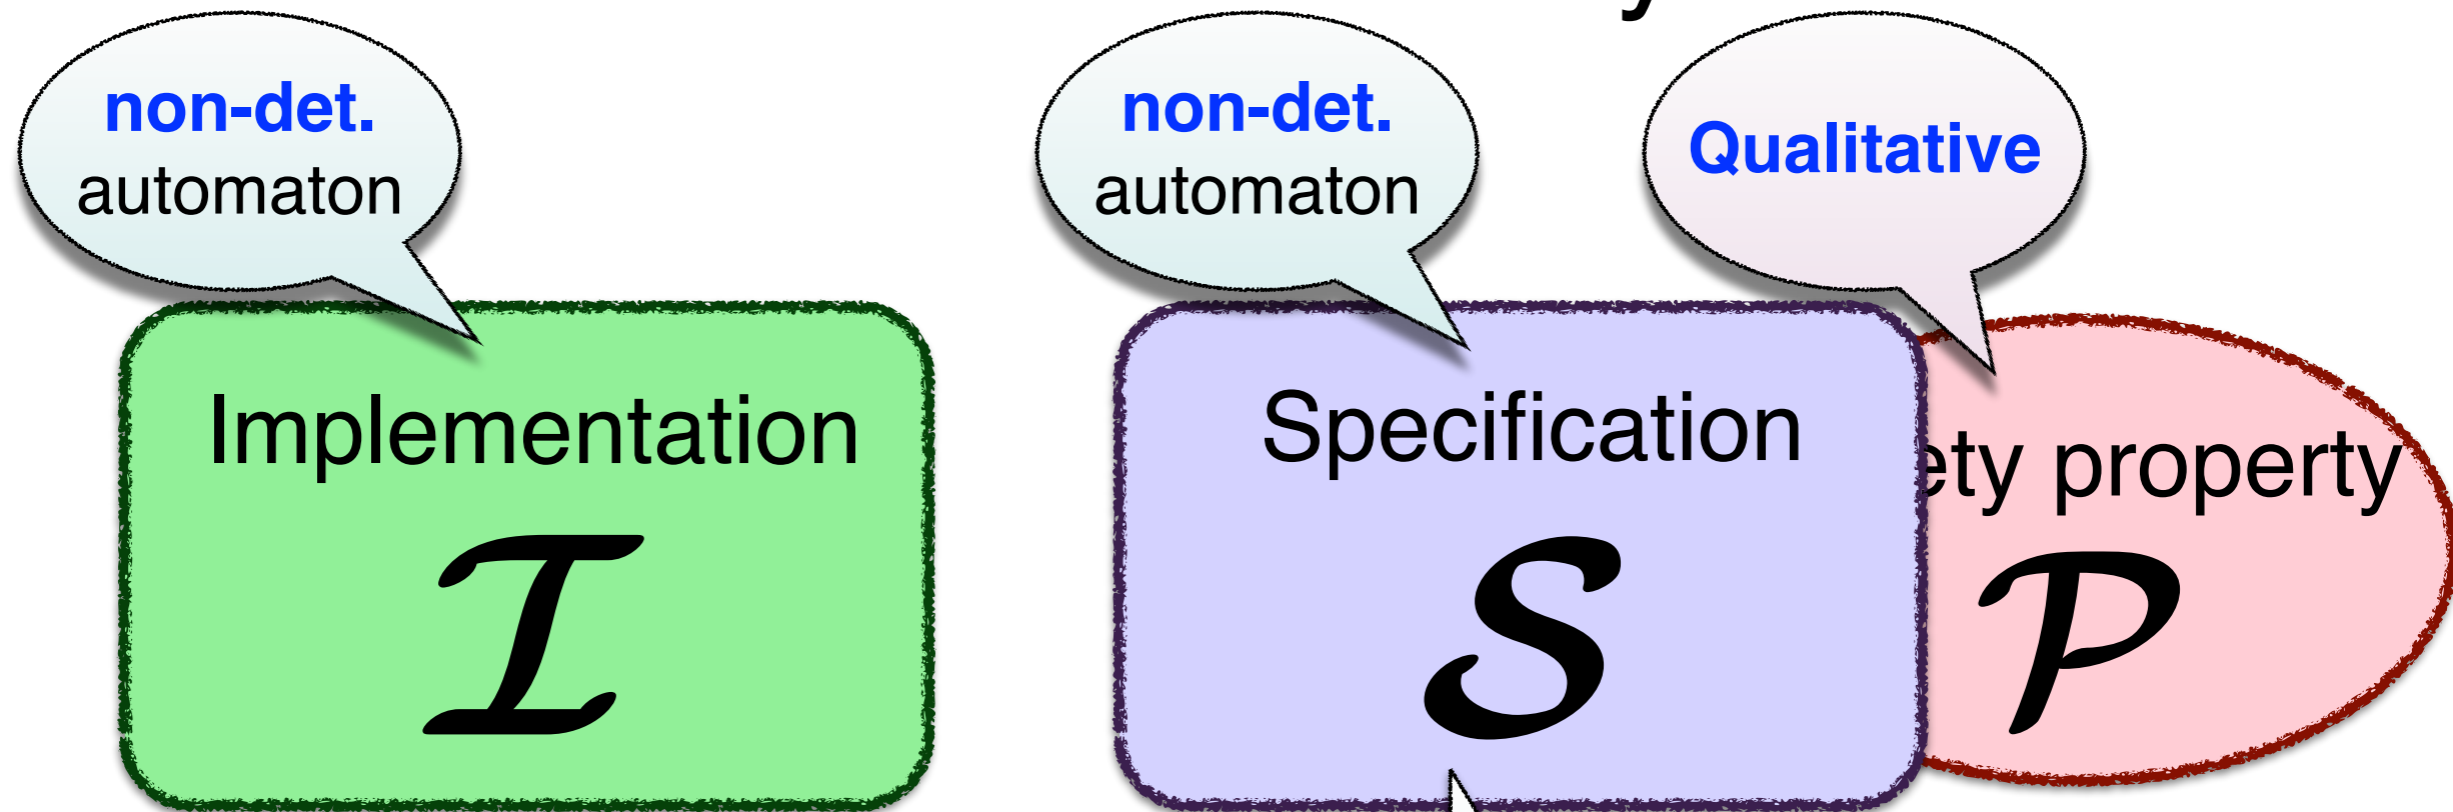 non-det.
automaton
non-det.
automaton
Qualitative
Implementation
Specification
ety property
I
S
P